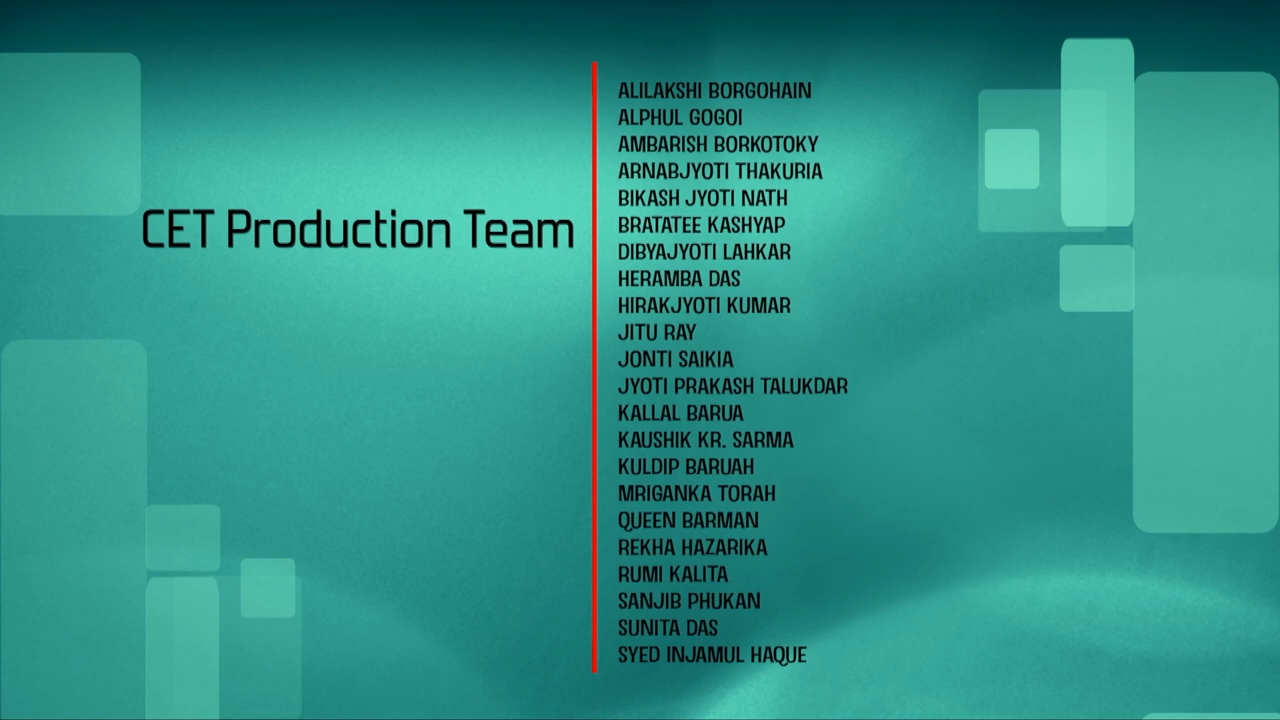 CET Production Team
ALILAKSHI BORGOHAIN
ALPHUL GOGOI
AMBARISH BORKOTOKY
ARNABJYOTI THAKURIA
BIKASH JYOTI NATH
BRATATEE KASHYAP
DIBYAJYOTI LAHKAR
HERAMBA DAS
HIRAKJYOTI KUMAR
JITU RAY
JONTI SAIKIA
JYOTI PRAKASH TALUKDAR
KALLAL BARUA
KAUSHIK KR. SARMA
KULDIP BARUAH
MRIGANKA TORAH
QUEEN BARMAN
REKHA HAZARIKA
RUMI KALITA
SANJIB PHUKAN
SUNITA DAS
SYED INJAMUL HAQUE